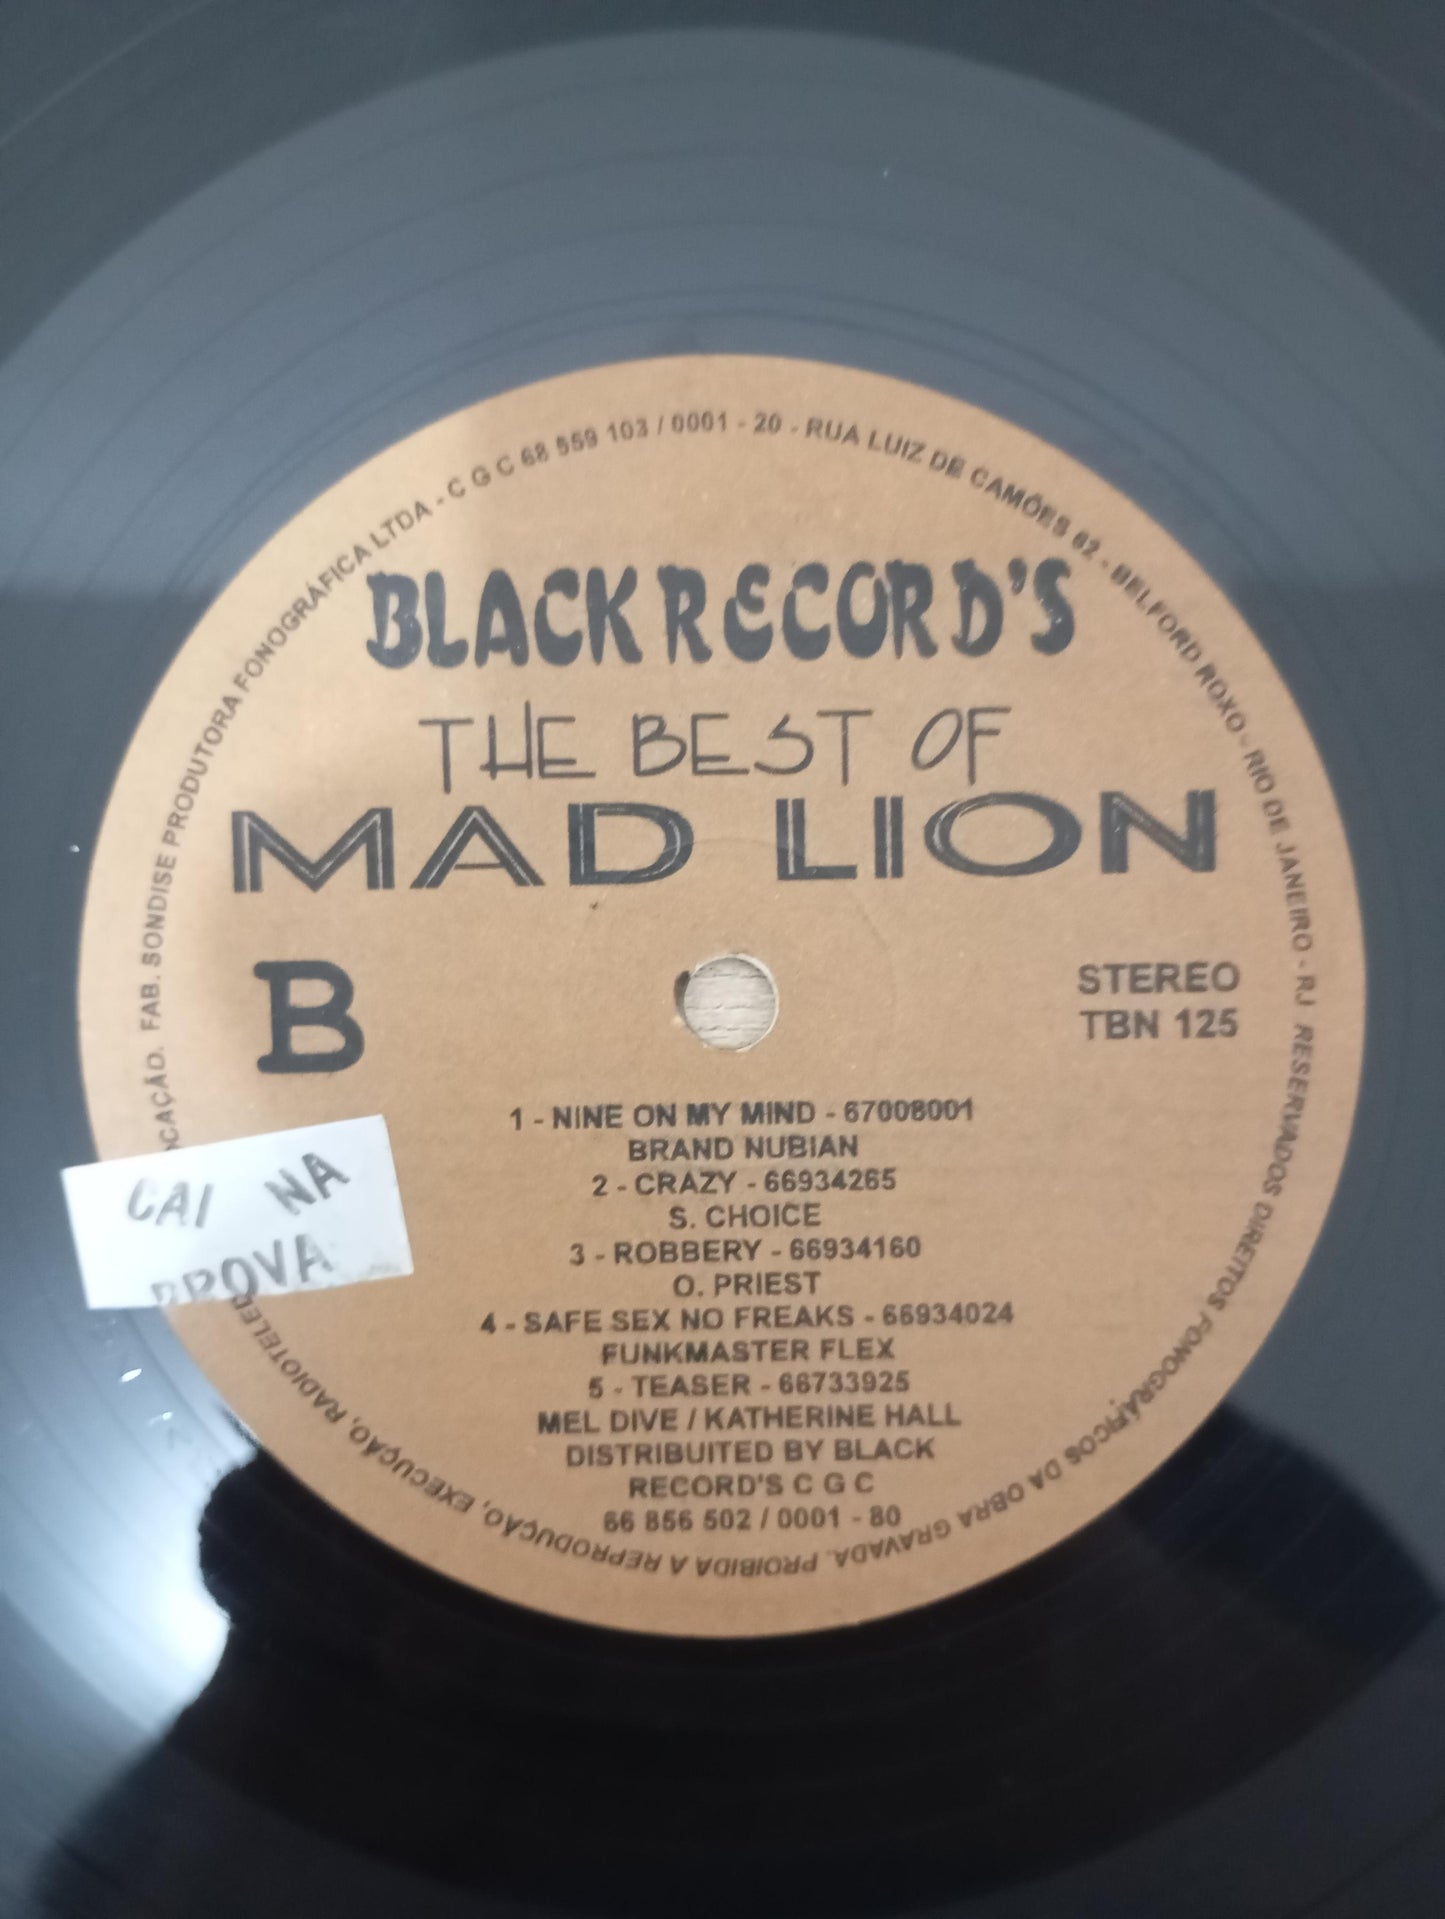 FAB. SONDISE PRODUTORA FONOGRÁFICA LTDA - C G C 68 559 103 / 0001 - 20 - RUA LUIZ DE CAMÕES 62 - BELFORD ROXO - RIO DE JANEIRO - RJ RESERVADOS DIREITOS FONOGRÁFICOS DA OBRA GRAVADA. PROIBIDA A REPRODUÇÃO, EXECUÇÃO,
BLACK RECORD'S
THE BEST OF
MAD LION
B
STEREO
TBN 125
CAI NA
PROVA
1 - NINE ON MY MIND - 67008001
BRAND NUBIAN
2 - CRAZY - 66934265
S. CHOICE
3 - ROBBERY - 66934160
O. PRIEST
4 - SAFE SEX NO FREAKS - 66934024
FUNKMASTER FLEX
5 - TEASER - 66733925
MEL DIVE / KATHERINE HALL
DISTRIBUITED BY BLACK
RECORD'S C G C
66 856 502 / 0001 - 80